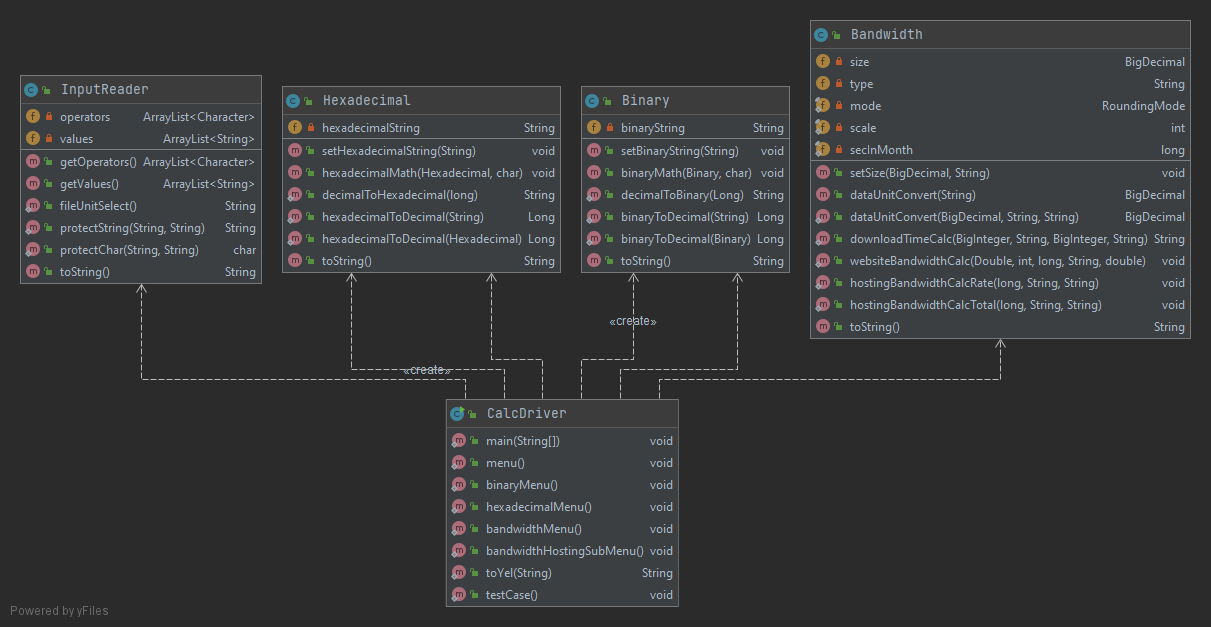 InputReader
operators ArrayList<Character>
values ArrayList<String>
getOperators() ArrayList<Character>
getValues() ArrayList<String>
fileUnitSelect() String
protectString(String, String) String
protectChar(String, String) char
toString() String
Hexadecimal
hexadecimalString String
setHexadecimalString(String) void
hexadecimalMath(Hexadecimal, char) void
decimalToHexadecimal(long) String
hexadecimalToDecimal(String) Long
hexadecimalToDecimal(Hexadecimal) Long
toString() String
Binary
binaryString String
setBinaryString(String) void
binaryMath(Binary, char) void
decimalToBinary(Long) String
binaryToDecimal(String) Long
binaryToDecimal(Binary) Long
toString() String
Bandwidth
size BigDecimal
type String
mode RoundingMode
scale int
secInMonth long
setSize(BigDecimal, String) void
dataUnitConvert(String) BigDecimal
dataUnitConvert(BigDecimal, String, String) BigDecimal
downloadTimeCalc(BigInteger, String, BigInteger, String) String
websiteBandwidthCalc(Double, int, long, String, double) void
hostingBandwidthCalcRate(long, String, String) void
hostingBandwidthCalcTotal(long, String, String) void
toString() String
«create»
«create»
CalcDriver
main(String[]) void
menu() void
binaryMenu() void
hexadecimalMenu() void
bandwidthMenu() void
bandwidthHostingSubMenu() void
toYel(String) String
testCase() void
Powered by yFiles